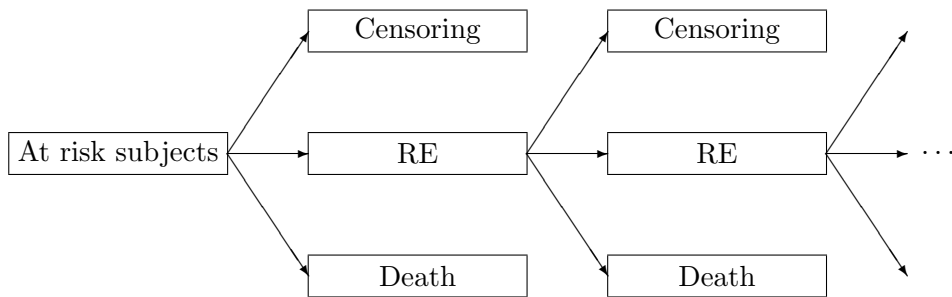 Censoring Censoring
At risk subjects RE RE ...
Death Death